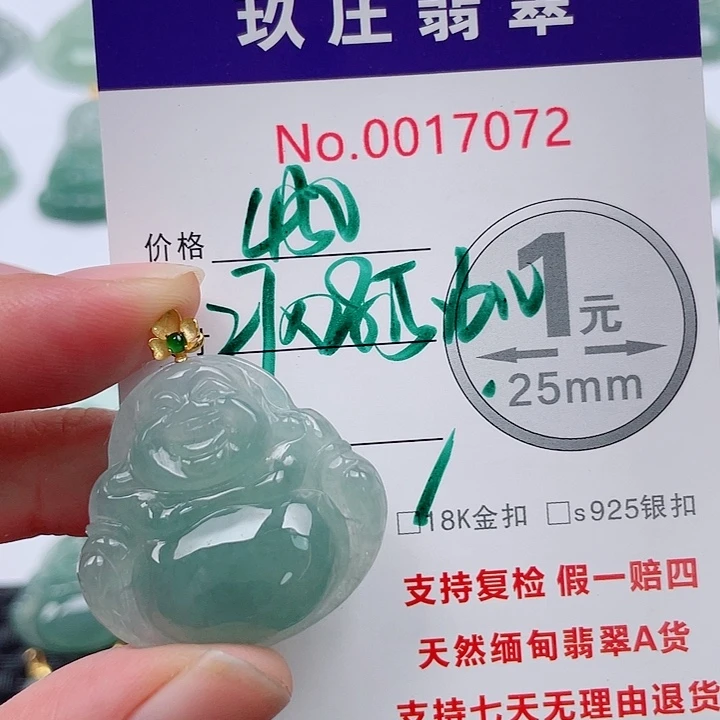 玖庄翡翠
No.0017072
价格
1元
25mm
□18K金扣 □s925银扣
支持复检 假一赔四
天然缅甸翡翠A货
支持七天无理由退货